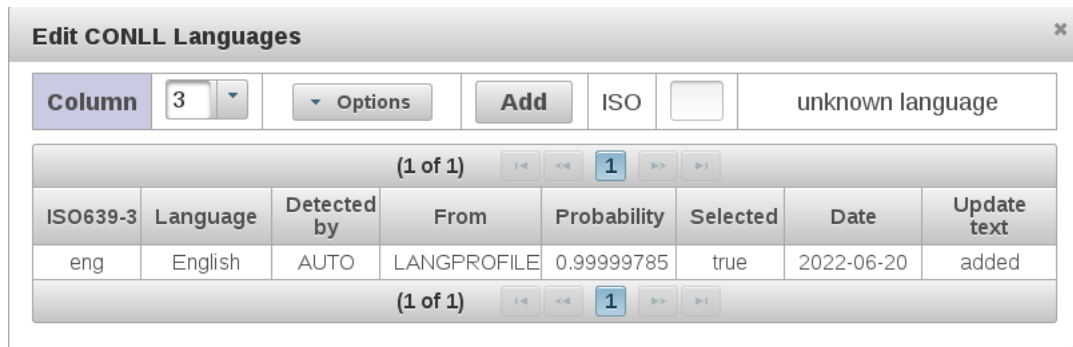 Edit CONLL Languages
Column 3 Options Add ISO unknown language
(1 of 1) 1
ISO639-3 Language Detected by From Probability Selected Date Update text
eng English AUTO LANGPROFILE 0.99999785 true 2022-06-20 added
(1 of 1) 1